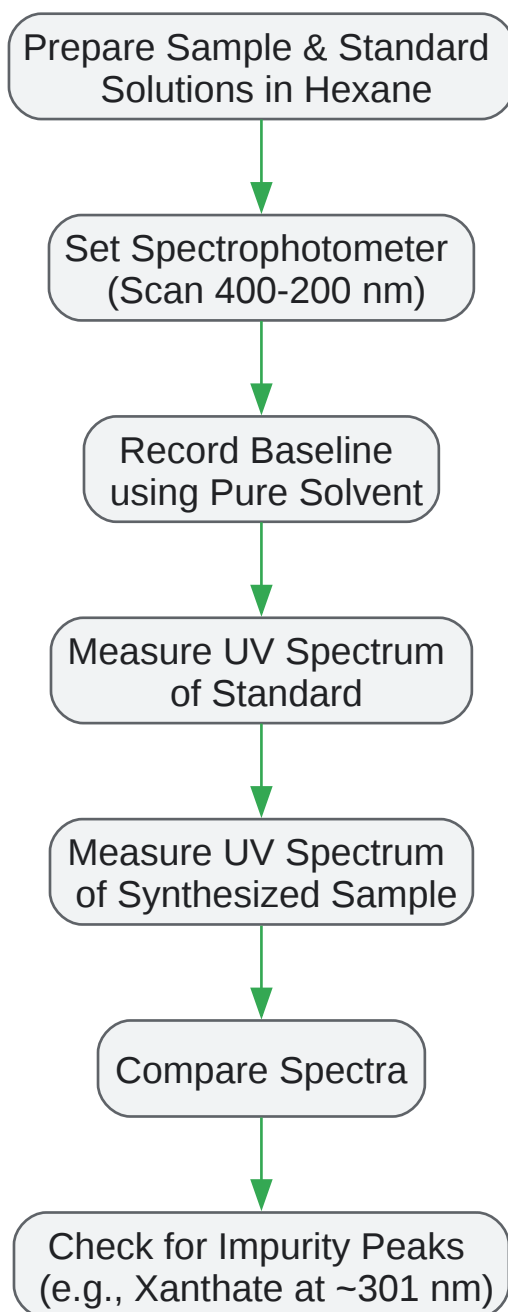 Prepare Sample & Standard
Solutions in Hexane
Set Spectrophotometer
(Scan 400-200 nm)
Record Baseline
using Pure Solvent
Measure UV Spectrum
of Standard
Measure UV Spectrum
of Synthesized Sample
Compare Spectra
Check for Impurity Peaks
(e.g., Xanthate at ~301 nm)